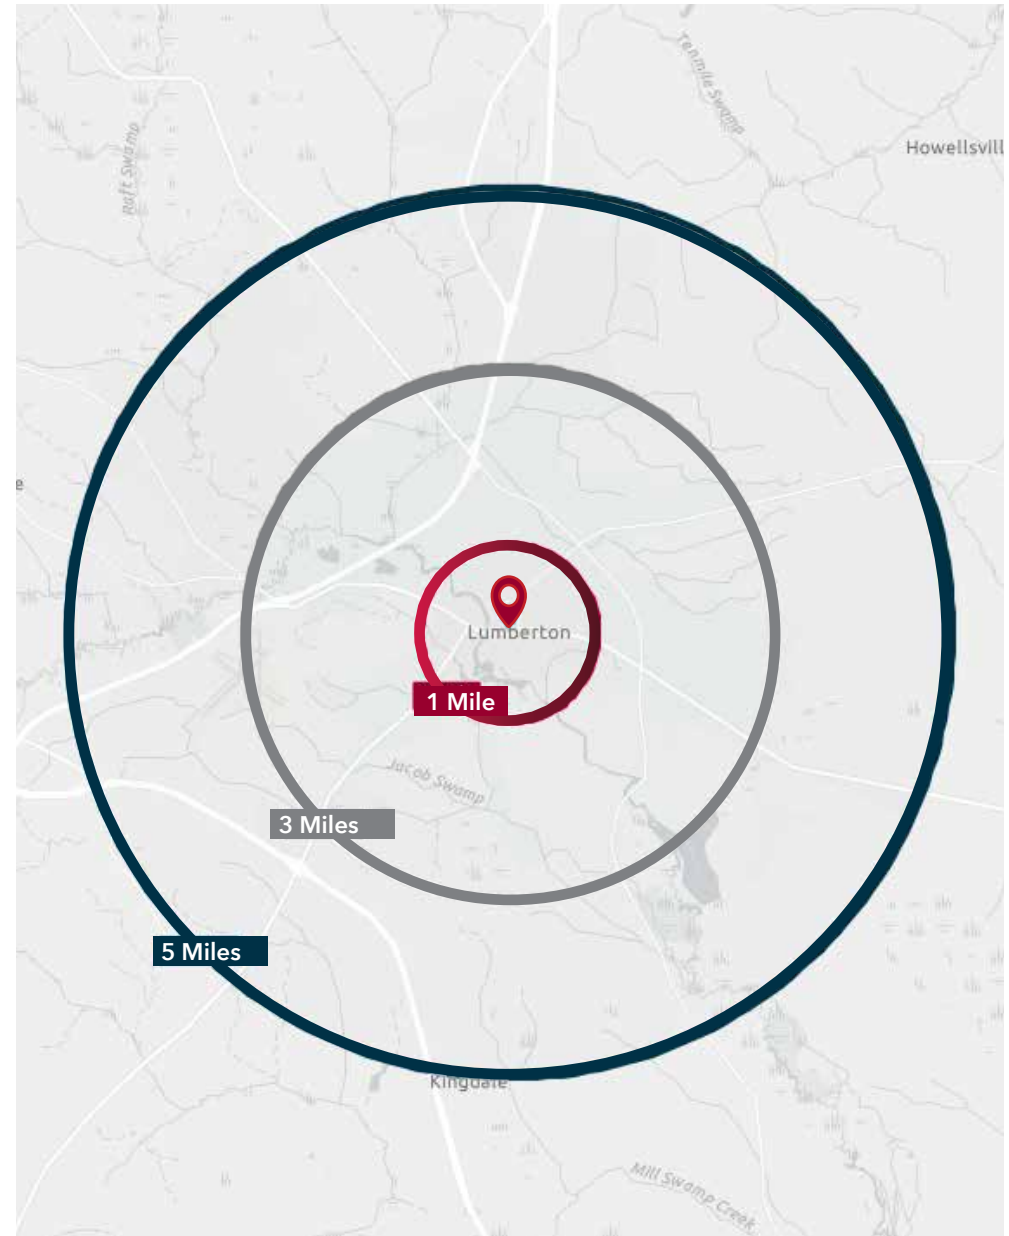 Tenmile Swamp
Raft Swamp
Howellsvill
e
Lumberton
1 Mile
Jacob Swamp
3 Miles
5 Miles
Kingdale
Mill Swamp Creek